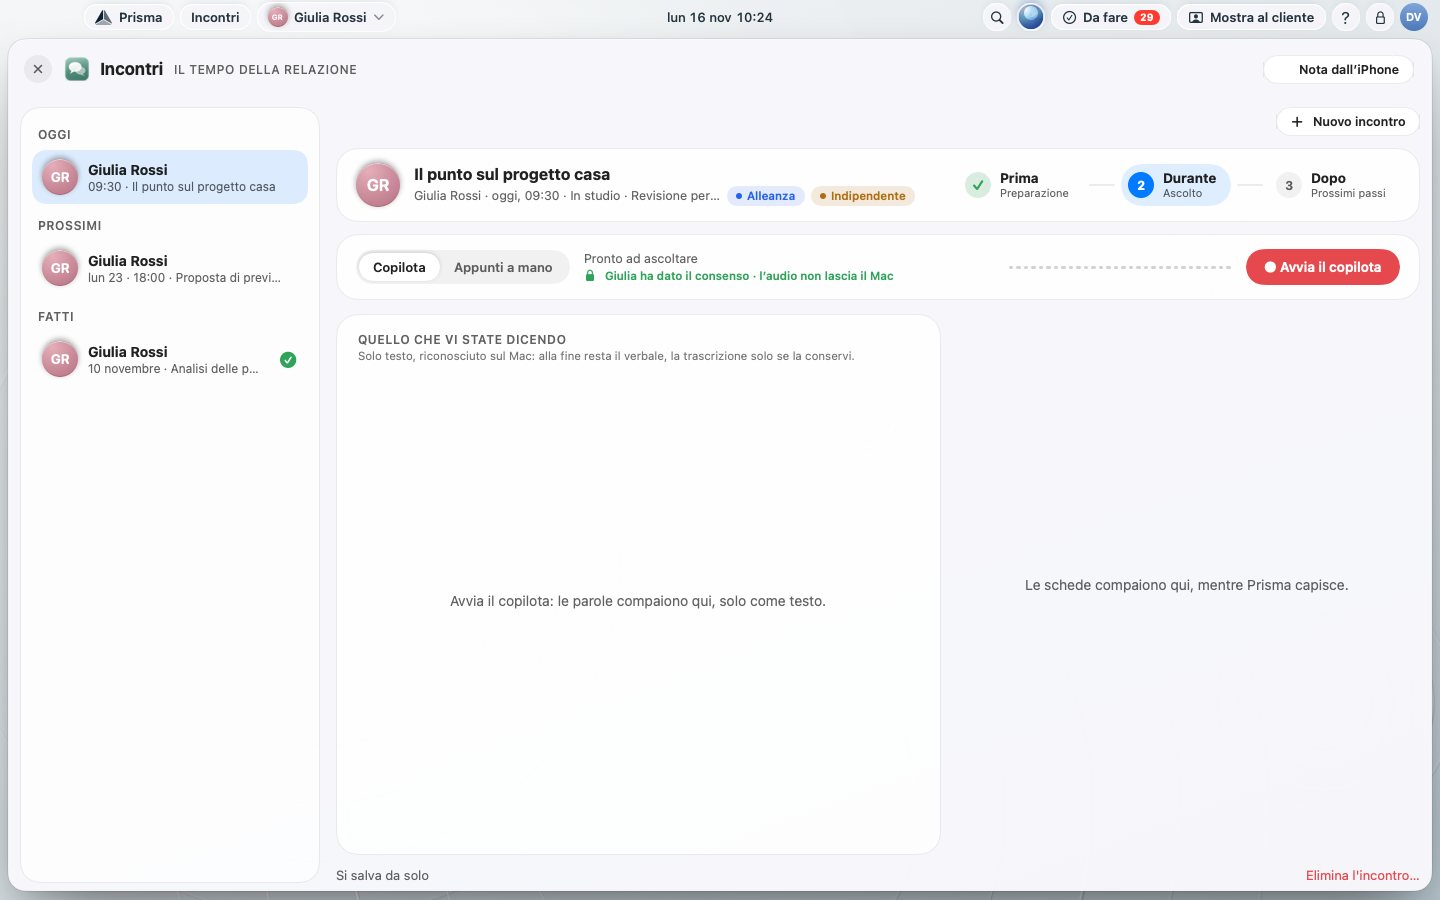 Prisma
Incontri
GR Giulia Rossi
lun 16 nov 10:24
Da fare 29
Mostra al cliente
?
DV
Incontri IL TEMPO DELLA RELAZIONE
Nota dall’iPhone
OGGI
GR
Giulia Rossi
09:30 · Il punto sul progetto casa
PROSSIMI
GR
Giulia Rossi
lun 23 · 18:00 · Proposta di previ...
FATTI
GR
Giulia Rossi
10 novembre · Analisi delle p...
+ Nuovo incontro
GR
Il punto sul progetto casa
Giulia Rossi · oggi, 09:30 · In studio · Revisione per... Alleanza Indipendente
Prima
Preparazione
2
Durante
Ascolto
3
Dopo
Prossimi passi
Copilota
Appunti a mano
Pronto ad ascoltare
Giulia ha dato il consenso · l’audio non lascia il Mac
Avvia il copilota
QUELLO CHE VI STATE DICENDO
Solo testo, riconosciuto sul Mac: alla fine resta il verbale, la trascrizione solo se la conservi.
Avvia il copilota: le parole compaiono qui, solo come testo.
Le schede compaiono qui, mentre Prisma capisce.
Si salva da solo
Elimina l'incontro...